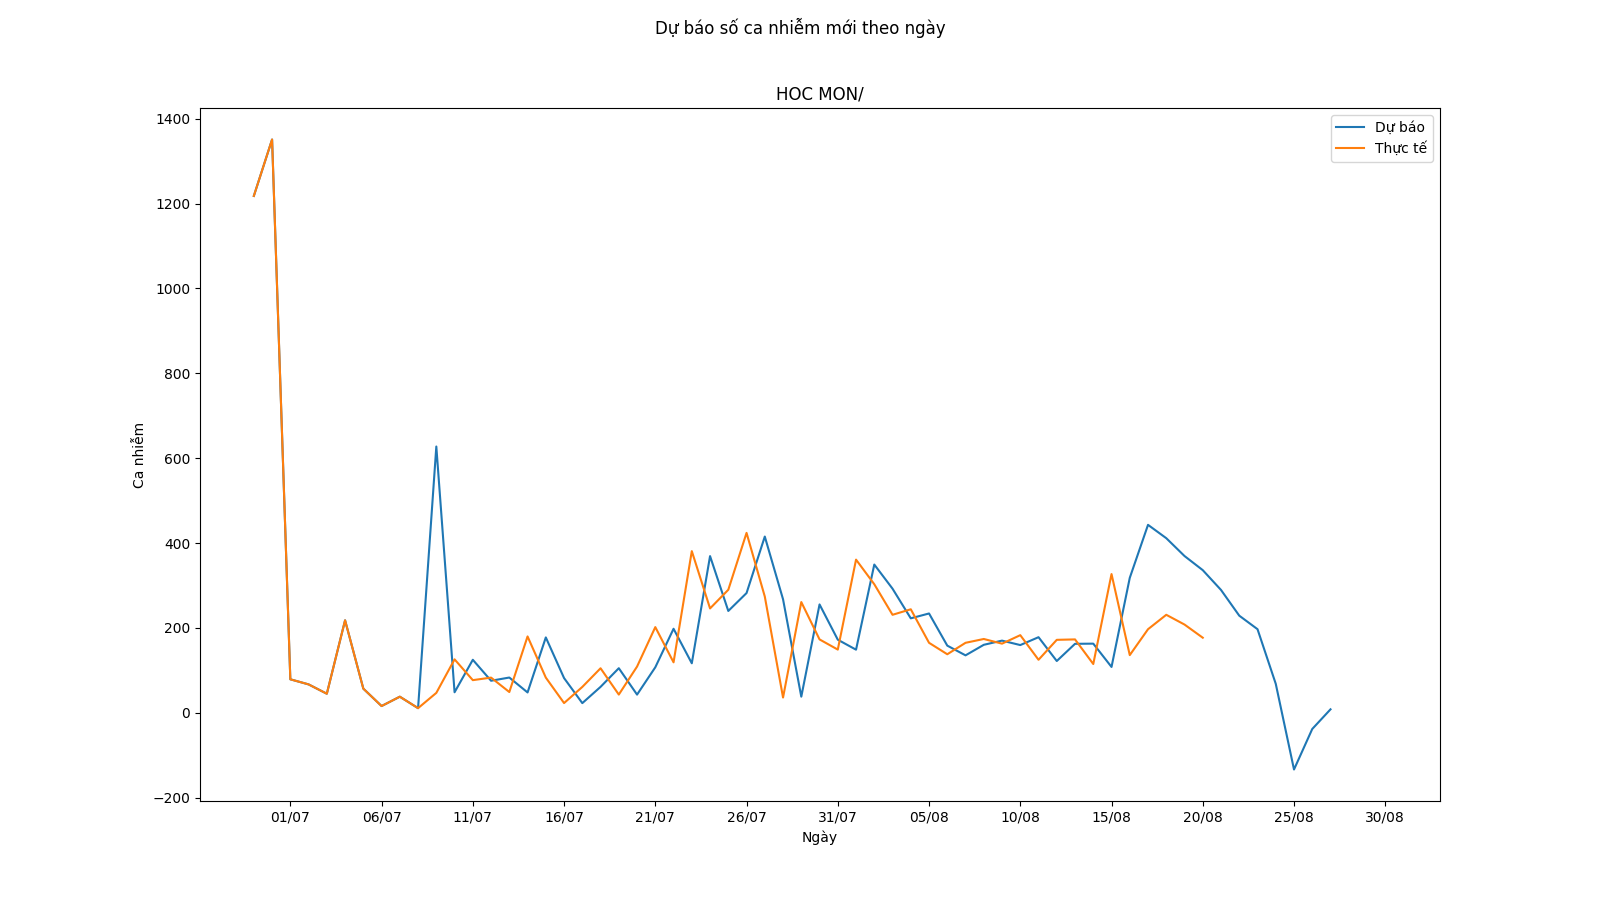 Dự báo số ca nhiễm mới theo ngày
HOC MON/
1400
1200
1000
800
600
400
200
0
−200
Ca nhiễm
Dự báo
Thực tế
01/07 06/07 11/07 16/07 21/07 26/07 31/07 05/08 10/08 15/08 20/08 25/08 30/08
Ngày